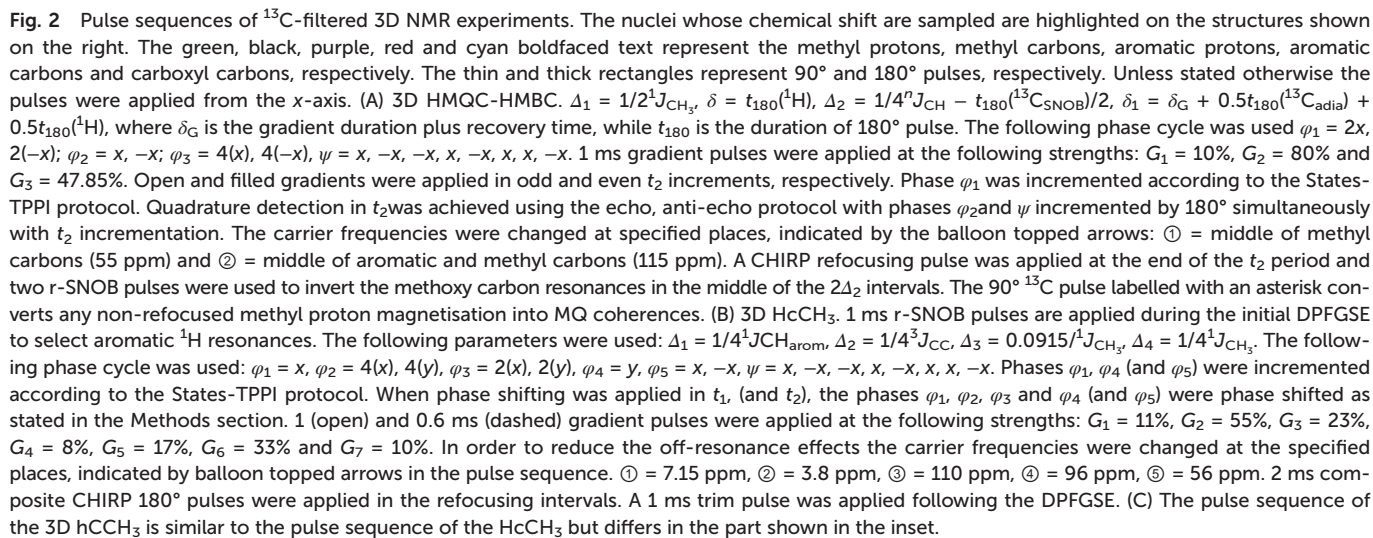 Fig. 2 Pulse sequences of ¹³C-filtered 3D NMR experiments. The nuclei whose chemical shift are sampled are highlighted on the structures shown
on the right. The green, black, purple, red and cyan boldfaced text represent the methyl protons, methyl carbons, aromatic protons, aromatic
carbons and carboxyl carbons, respectively. The thin and thick rectangles represent 90° and 180° pulses, respectively. Unless stated otherwise the
pulses were applied from the x-axis. (A) 3D HMQC-HMBC. Δ₁ = 1/2¹J_CH₃, δ = t₁₈₀(¹H), Δ₂ = 1/4ⁿJ_CH − t₁₈₀(¹³C_SNOB)/2, δ₁ = δ_G + 0.5t₁₈₀(¹³C_adia) +
0.5t₁₈₀(¹H), where δ_G is the gradient duration plus recovery time, while t₁₈₀ is the duration of 180° pulse. The following phase cycle was used φ₁ = 2x,
2(−x); φ₂ = x, −x; φ₃ = 4(x), 4(−x), ψ = x, −x, −x, x, −x, x, x, −x. 1 ms gradient pulses were applied at the following strengths: G₁ = 10%, G₂ = 80% and
G₃ = 47.85%. Open and filled gradients were applied in odd and even t₂ increments, respectively. Phase φ₁ was incremented according to the States-
TPPI protocol. Quadrature detection in t₂was achieved using the echo, anti-echo protocol with phases φ₂and ψ incremented by 180° simultaneously
with t₂ incrementation. The carrier frequencies were changed at specified places, indicated by the balloon topped arrows: ① = middle of methyl
carbons (55 ppm) and ② = middle of aromatic and methyl carbons (115 ppm). A CHIRP refocusing pulse was applied at the end of the t₂ period and
two r-SNOB pulses were used to invert the methoxy carbon resonances in the middle of the 2Δ₂ intervals. The 90° ¹³C pulse labelled with an asterisk con-
verts any non-refocused methyl proton magnetisation into MQ coherences. (B) 3D HcCH₃. 1 ms r-SNOB pulses are applied during the initial DPFGSE
to select aromatic ¹H resonances. The following parameters were used: Δ₁ = 1/4¹JCH_arom, Δ₂ = 1/4³J_CC, Δ₃ = 0.0915/¹J_CH₃, Δ₄ = 1/4¹J_CH₃. The follow-
ing phase cycle was used: φ₁ = x, φ₂ = 4(x), 4(y), φ₃ = 2(x), 2(y), φ₄ = y, φ₅ = x, −x, ψ = x, −x, −x, x, −x, x, x, −x. Phases φ₁, φ₄ (and φ₅) were incremented
according to the States-TPPI protocol. When phase shifting was applied in t₁, (and t₂), the phases φ₁, φ₂, φ₃ and φ₄ (and φ₅) were phase shifted as
stated in the Methods section. 1 (open) and 0.6 ms (dashed) gradient pulses were applied at the following strengths: G₁ = 11%, G₂ = 55%, G₃ = 23%,
G₄ = 8%, G₅ = 17%, G₆ = 33% and G₇ = 10%. In order to reduce the off-resonance effects the carrier frequencies were changed at the specified
places, indicated by balloon topped arrows in the pulse sequence. ① = 7.15 ppm, ② = 3.8 ppm, ③ = 110 ppm, ④ = 96 ppm, ⑤ = 56 ppm. 2 ms com-
posite CHIRP 180° pulses were applied in the refocusing intervals. A 1 ms trim pulse was applied following the DPFGSE. (C) The pulse sequence of
the 3D hCCH₃ is similar to the pulse sequence of the HcCH₃ but differs in the part shown in the inset.